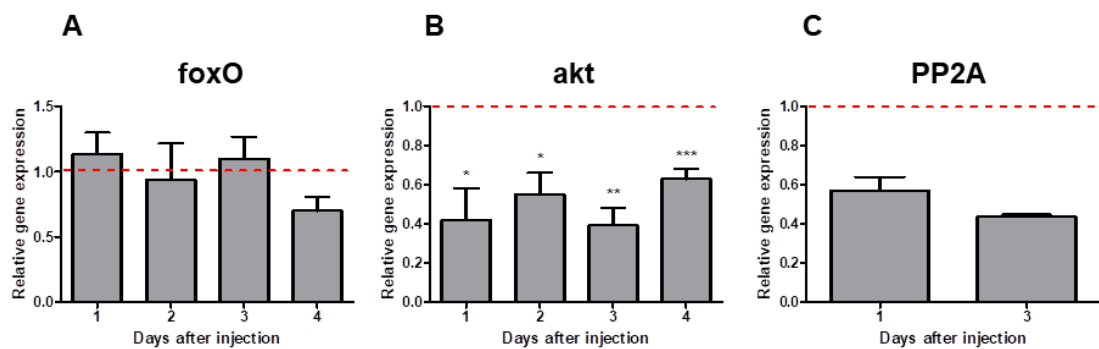 A
foxO
Relative gene expression
1.5
1.0
0.5
0.0
1 2 3 4
Days after injection
B
akt
Relative gene expression
1.0
0.8
0.6
0.4
0.2
0.0
* * ** ***
1 2 3 4
Days after injection
C
PP2A
Relative gene expression
1.0
0.8
0.6
0.4
0.2
0.0
1 3
Days after injection